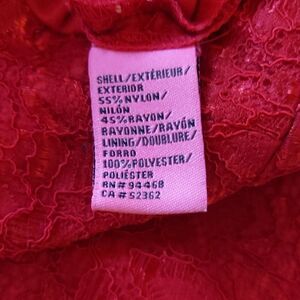 SHELL/EXTÉRIEUR/
EXTERIOR
55%NYLON/
NILÓN
45%RAYON/
RAYONNE/RAYÓN
LINING/DOUBLURE/
FORRO
100%POLYESTER/
POLIÉSTER
RN#94468
CA#52362